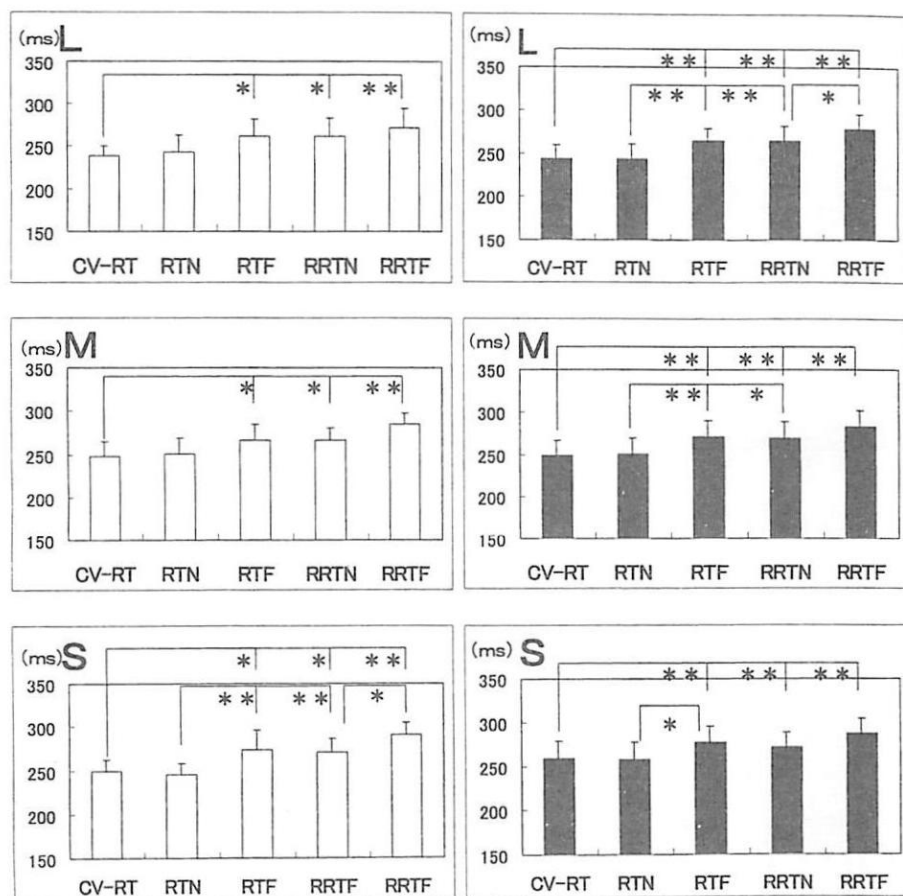 (ms) L
350
* * **
300
250
200
150
CV-RT RTN RTF RRTN RRTF
(ms) L
350
** ** **
300
** ** *
250
200
150
CV-RT RTN RTF RRTN RRTF
(ms) M
350
* * **
300
250
200
150
CV-RT RTN RTF RRTN RRTF
(ms) M
350
** ** **
300
** *
250
200
150
CV-RT RTN RTF RRTN RRTF
(ms) S
* * **
350
** ** *
300
250
200
150
CV-RT RTN RTF RRTF RRTF
(ms) S
350
** ** **
300
*
250
200
150
CV-RT RTN RTF RRTN RRTF